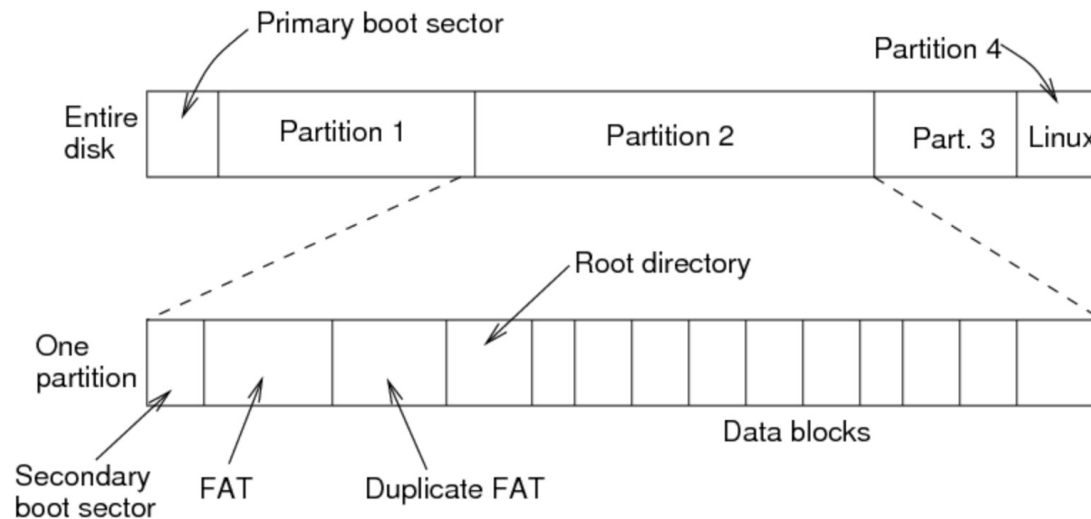 Primary boot sector
Partition 4
Entire
disk
Partition 1
Partition 2
Part. 3
Linux
Root directory
One
partition
Data blocks
Secondary
boot sector
FAT
Duplicate FAT